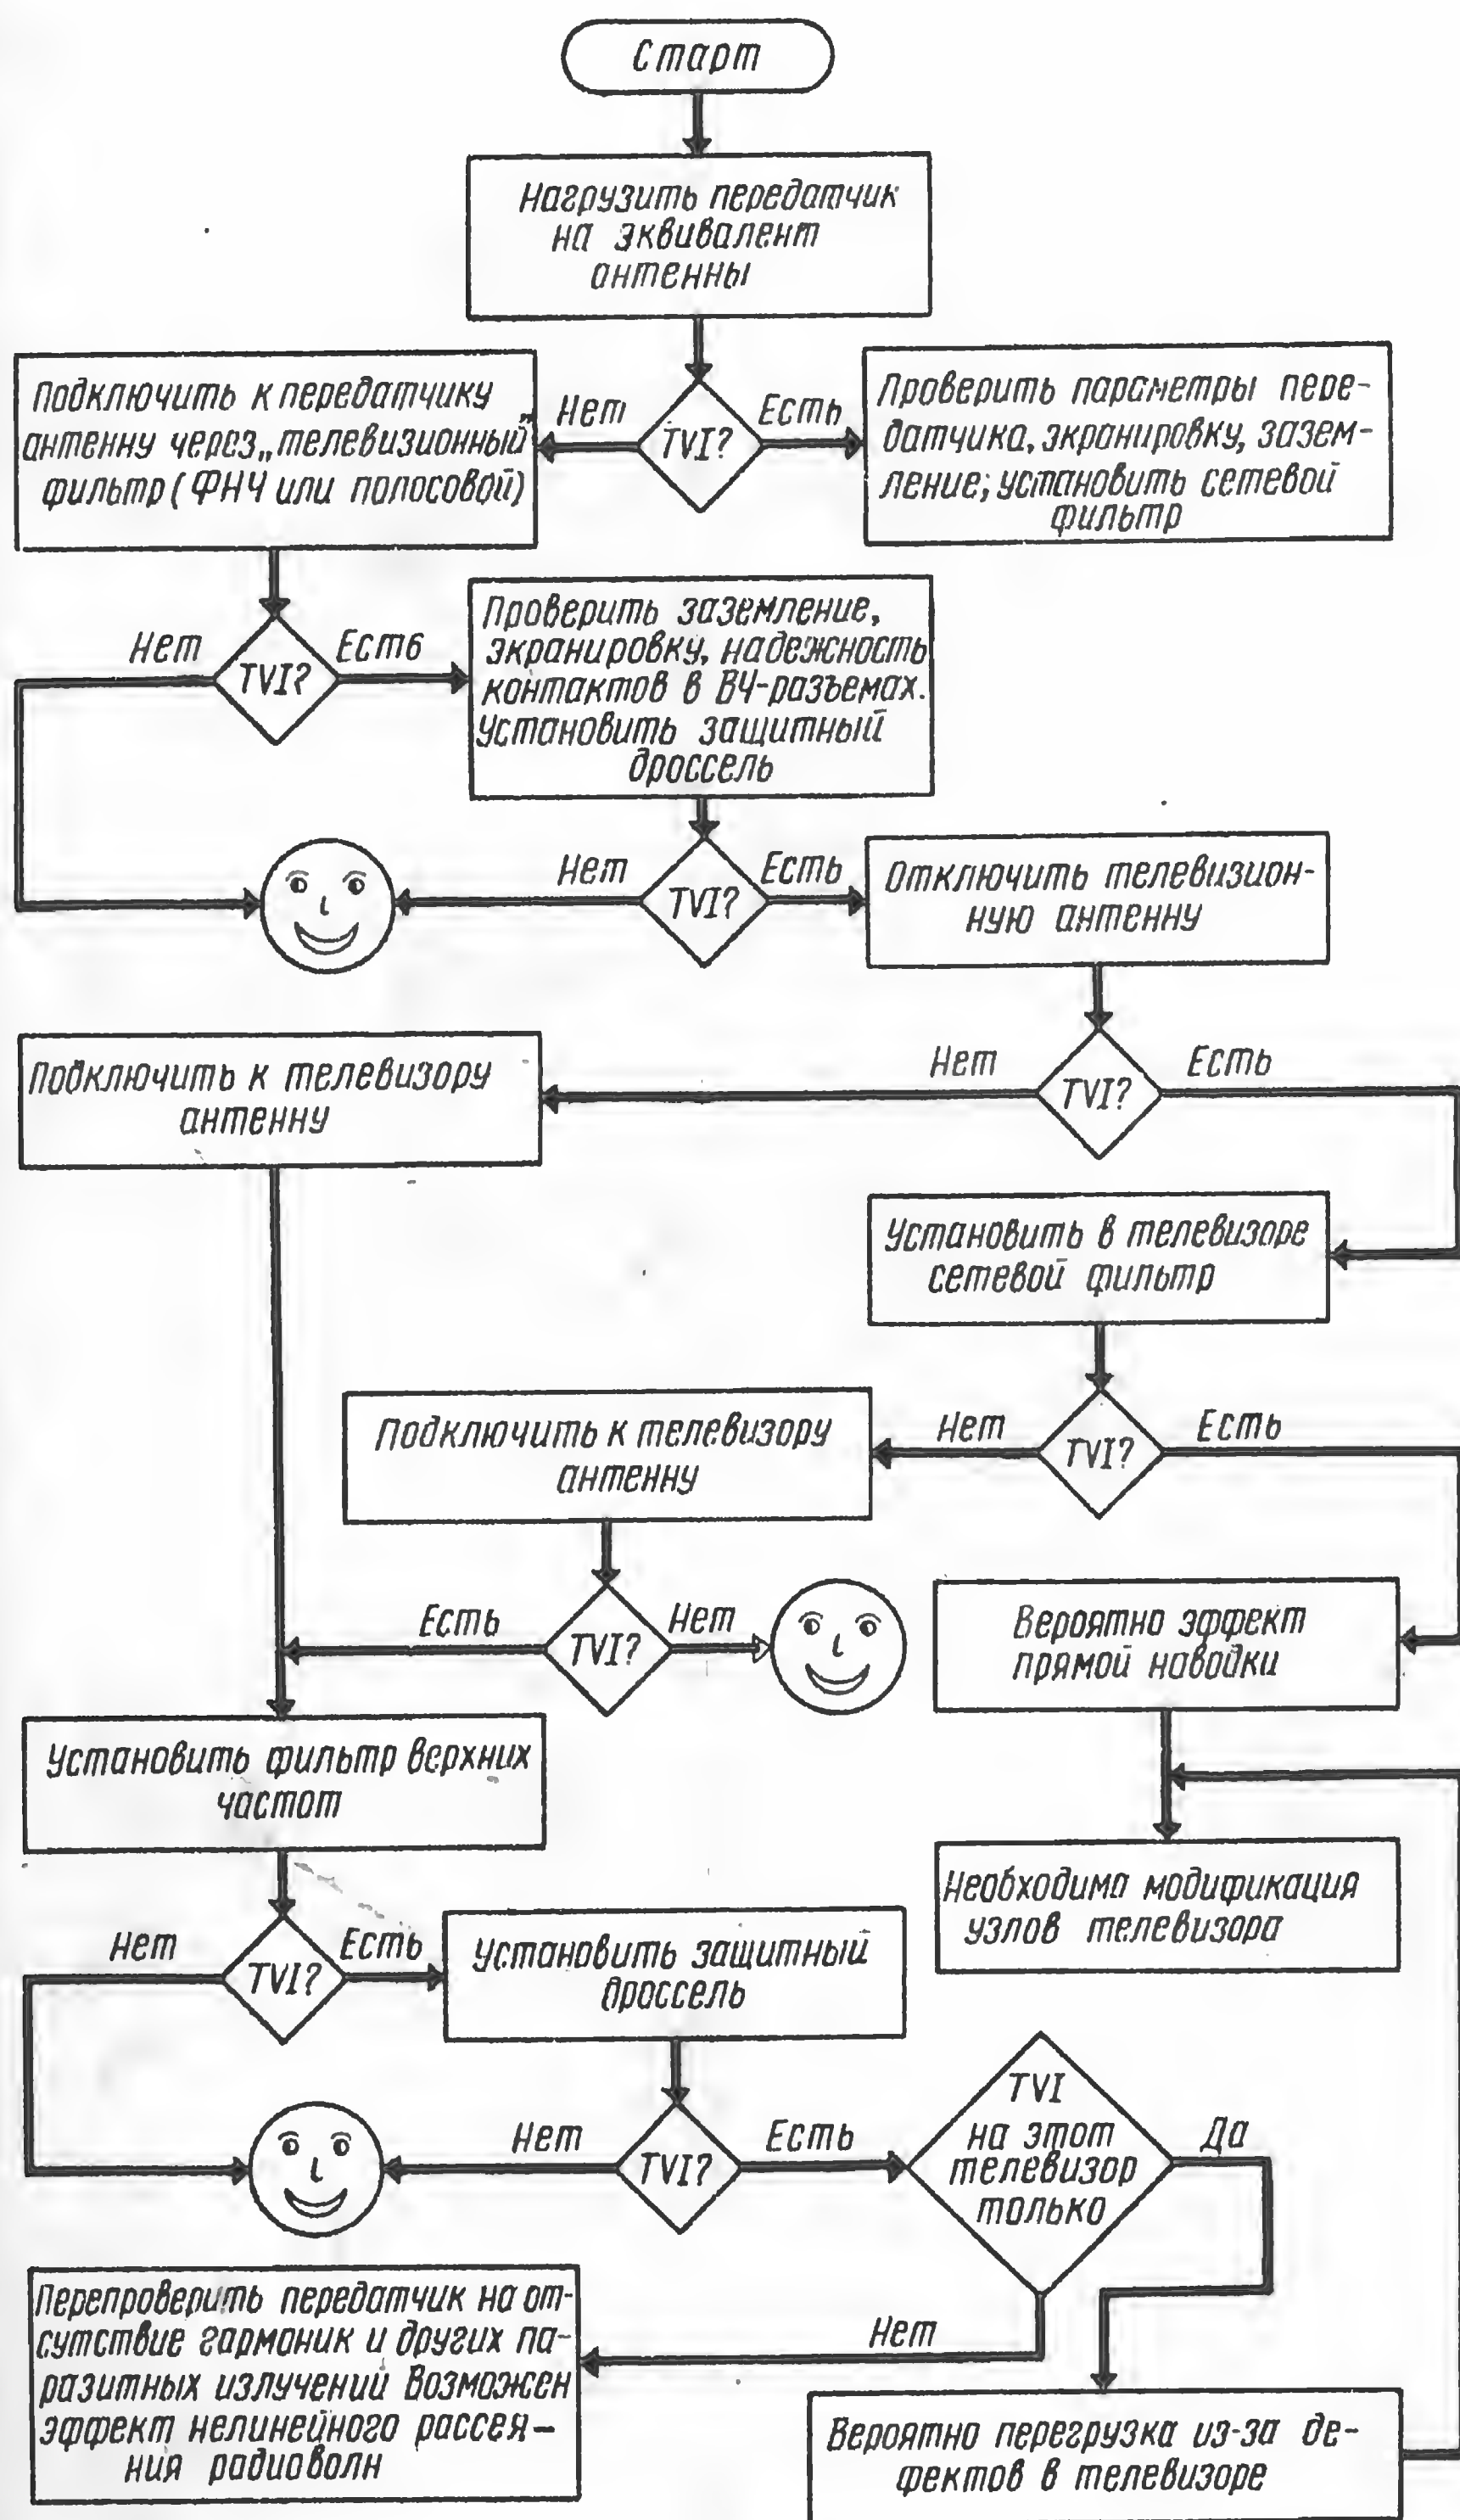 Старт
Нагрузить передатчик
на эквивалент
антенны
Подключить к передатчику
антенну через „телевизионный"
фильтр (ФНЧ или полосовой)
Нет
TVI?
Есть
Проверить параметры пере-
датчика, экранировку, зазем-
ление; установить сетевой
фильтр
Нет
TVI?
Есть
Проверить заземление,
экранировку, надежность
контактов в ВЧ-разъемах.
Установить защитный
дроссель
Нет
TVI?
Есть
Отключить телевизион-
ную антенну
Подключить к телевизору
антенну
Нет
TVI?
Есть
Установить в телевизоре
сетевой фильтр
Подключить к телевизору
антенну
Нет
TVI?
Есть
Есть
TVI?
Нет
Вероятно эффект
прямой наводки
Установить фильтр верхних
частот
Необходима модификация
узлов телевизора
Нет
TVI?
Есть
Установить защитный
дроссель
Нет
TVI?
Есть
TVI
на этот
телевизор
только
Да
Нет
Перепроверить передатчик на от-
сутствие гармоник и других па-
разитных излучений Возможен
эффект нелинейного рассея-
ния радиоволн
Вероятно перегрузка из-за де-
фектов в телевизоре